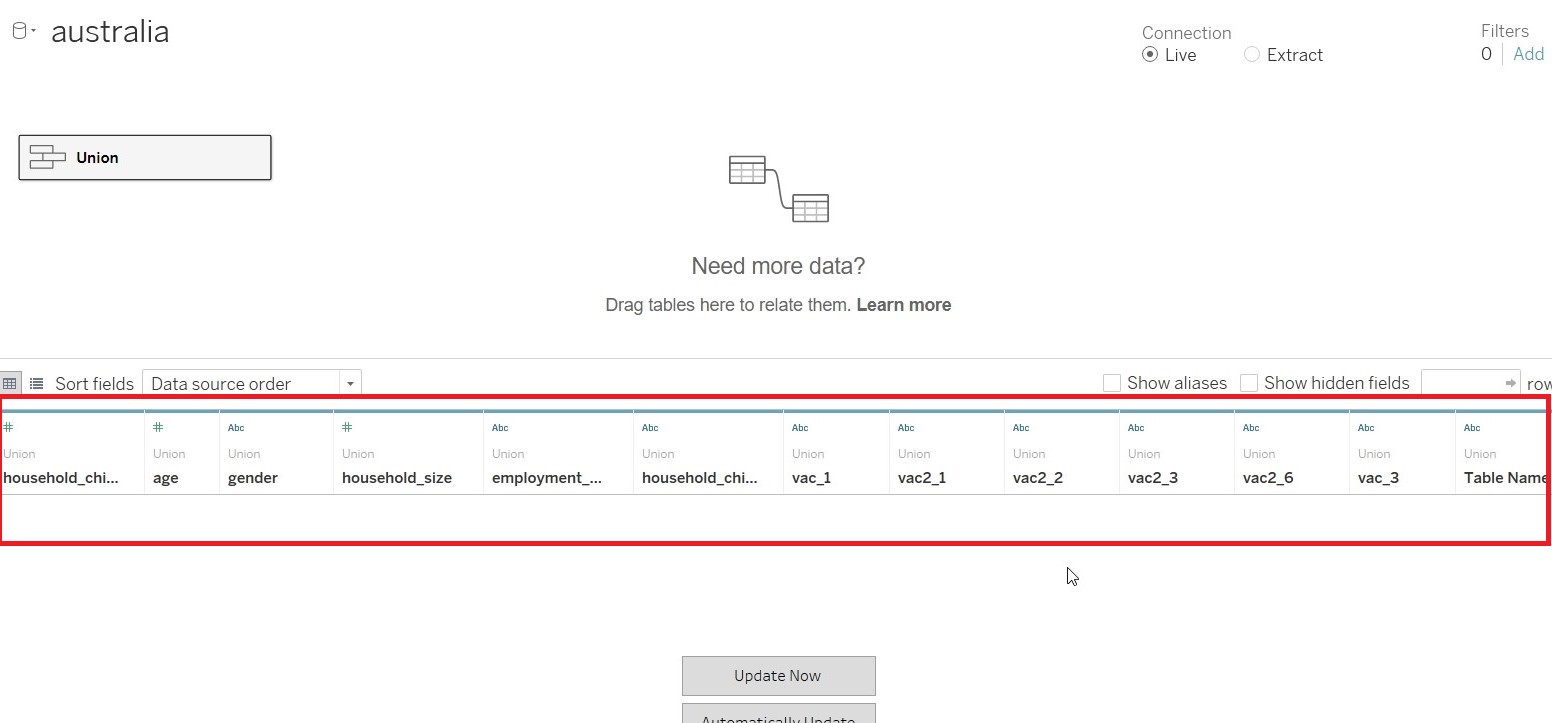 australia
Connection
Live
Extract
Filters
0
Add
Union
Need more data?
Drag tables here to relate them. Learn more
Sort fields
Data source order
Show aliases
Show hidden fields
row
# # Abc # Abc Abc Abc Abc Abc Abc Abc Abc Abc
Union Union Union Union Union Union Union Union Union Union Union Union Union
household_chi... age gender household_size employment_... household_chi... vac_1 vac2_1 vac2_2 vac2_3 vac2_6 vac_3 Table Name
Update Now
Automatically Update